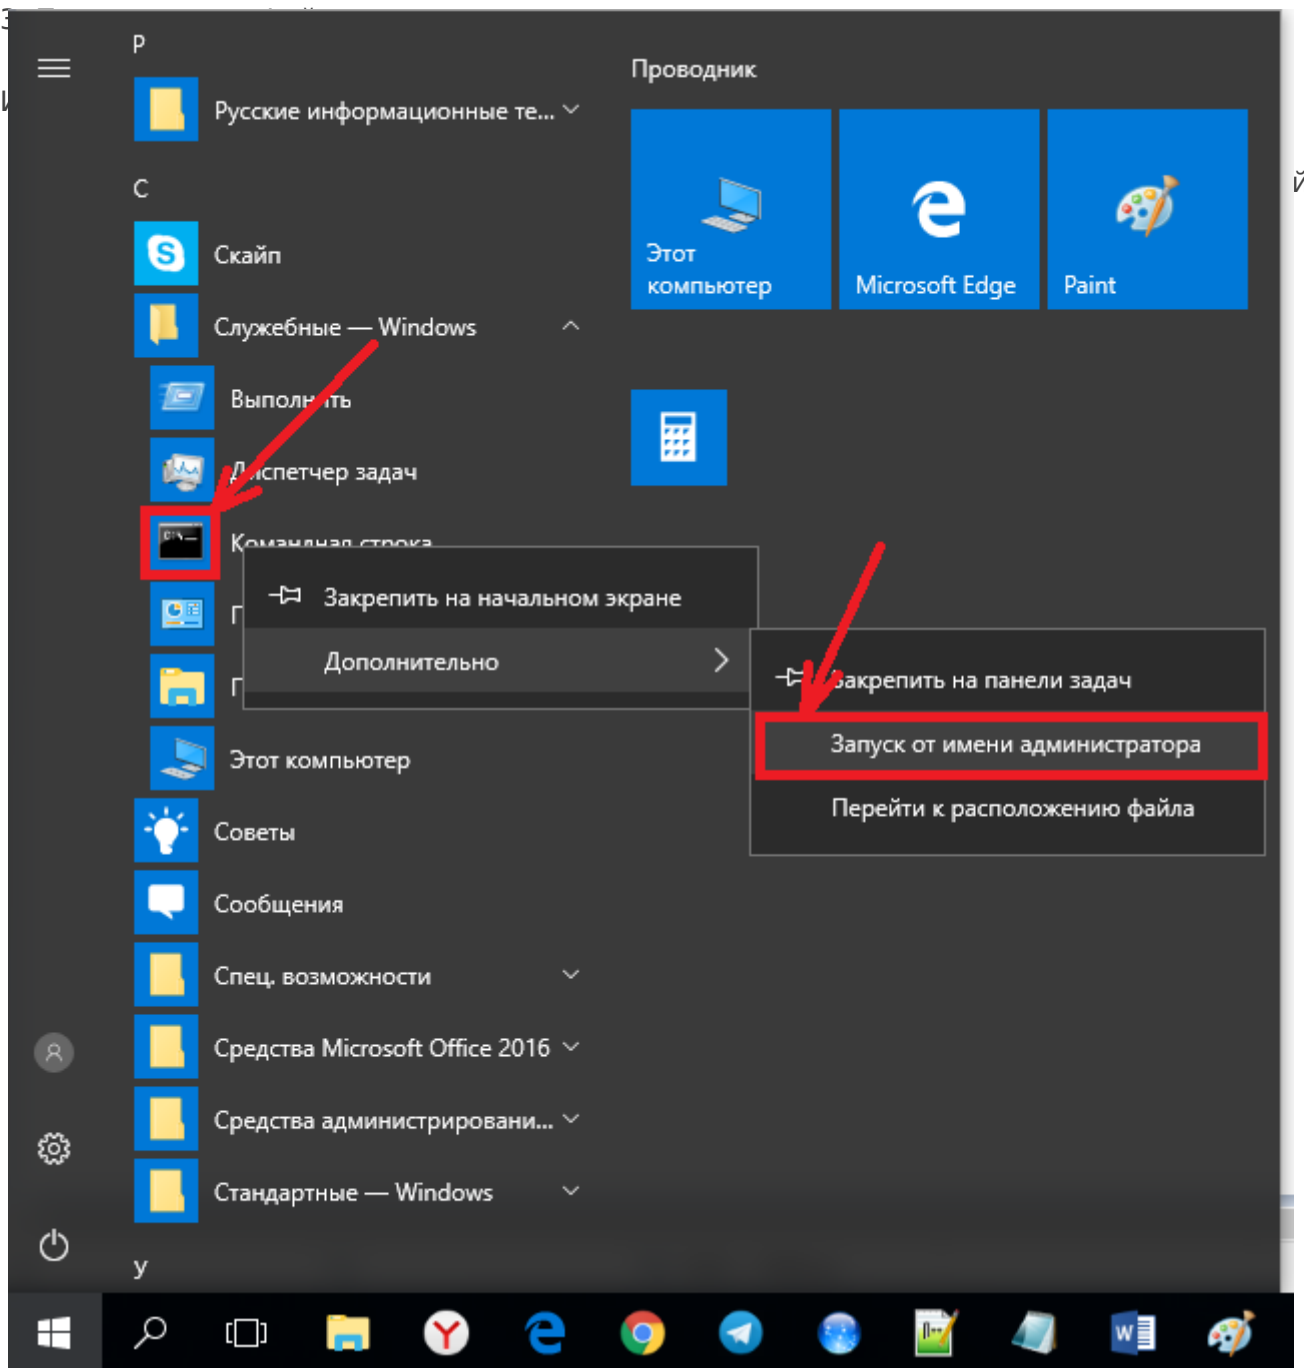 Р
Проводник
Русские информационные те...
С
Скайп
Этот
компьютер
Microsoft Edge
Paint
Служебные — Windows
Выполнить
Диспетчер задач
Командная строка
Закрепить на начальном экране
Дополнительно
Закрепить на панели задач
Запуск от имени администратора
Перейти к расположению файла
Этот компьютер
Советы
Сообщения
Спец. возможности
Средства Microsoft Office 2016
Средства администрировани...
Стандартные — Windows
У